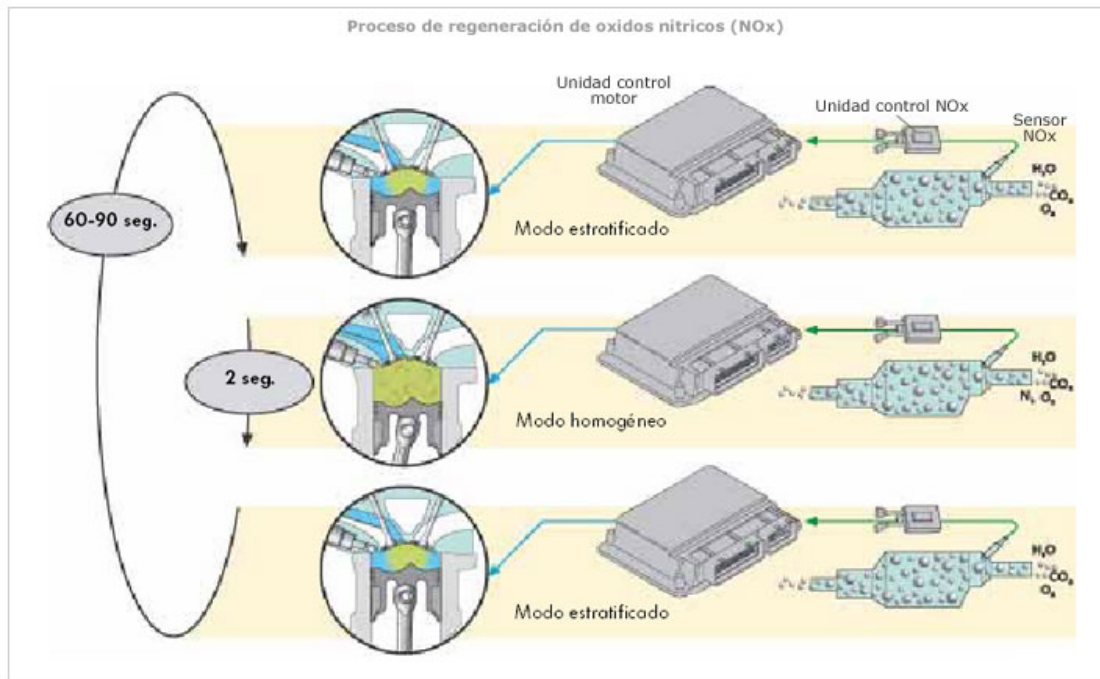 Proceso de regeneración de oxidos nitricos (NOx)
Unidad control
motor
Unidad control NOx
Sensor
NOx
60-90 seg.
H₂O
CO₂
O₂
Modo estratificado
2 seg.
H₂O
CO₂
N₂ O₂
Modo homogéneo
H₂O
CO₂
O₂
Modo estratificado